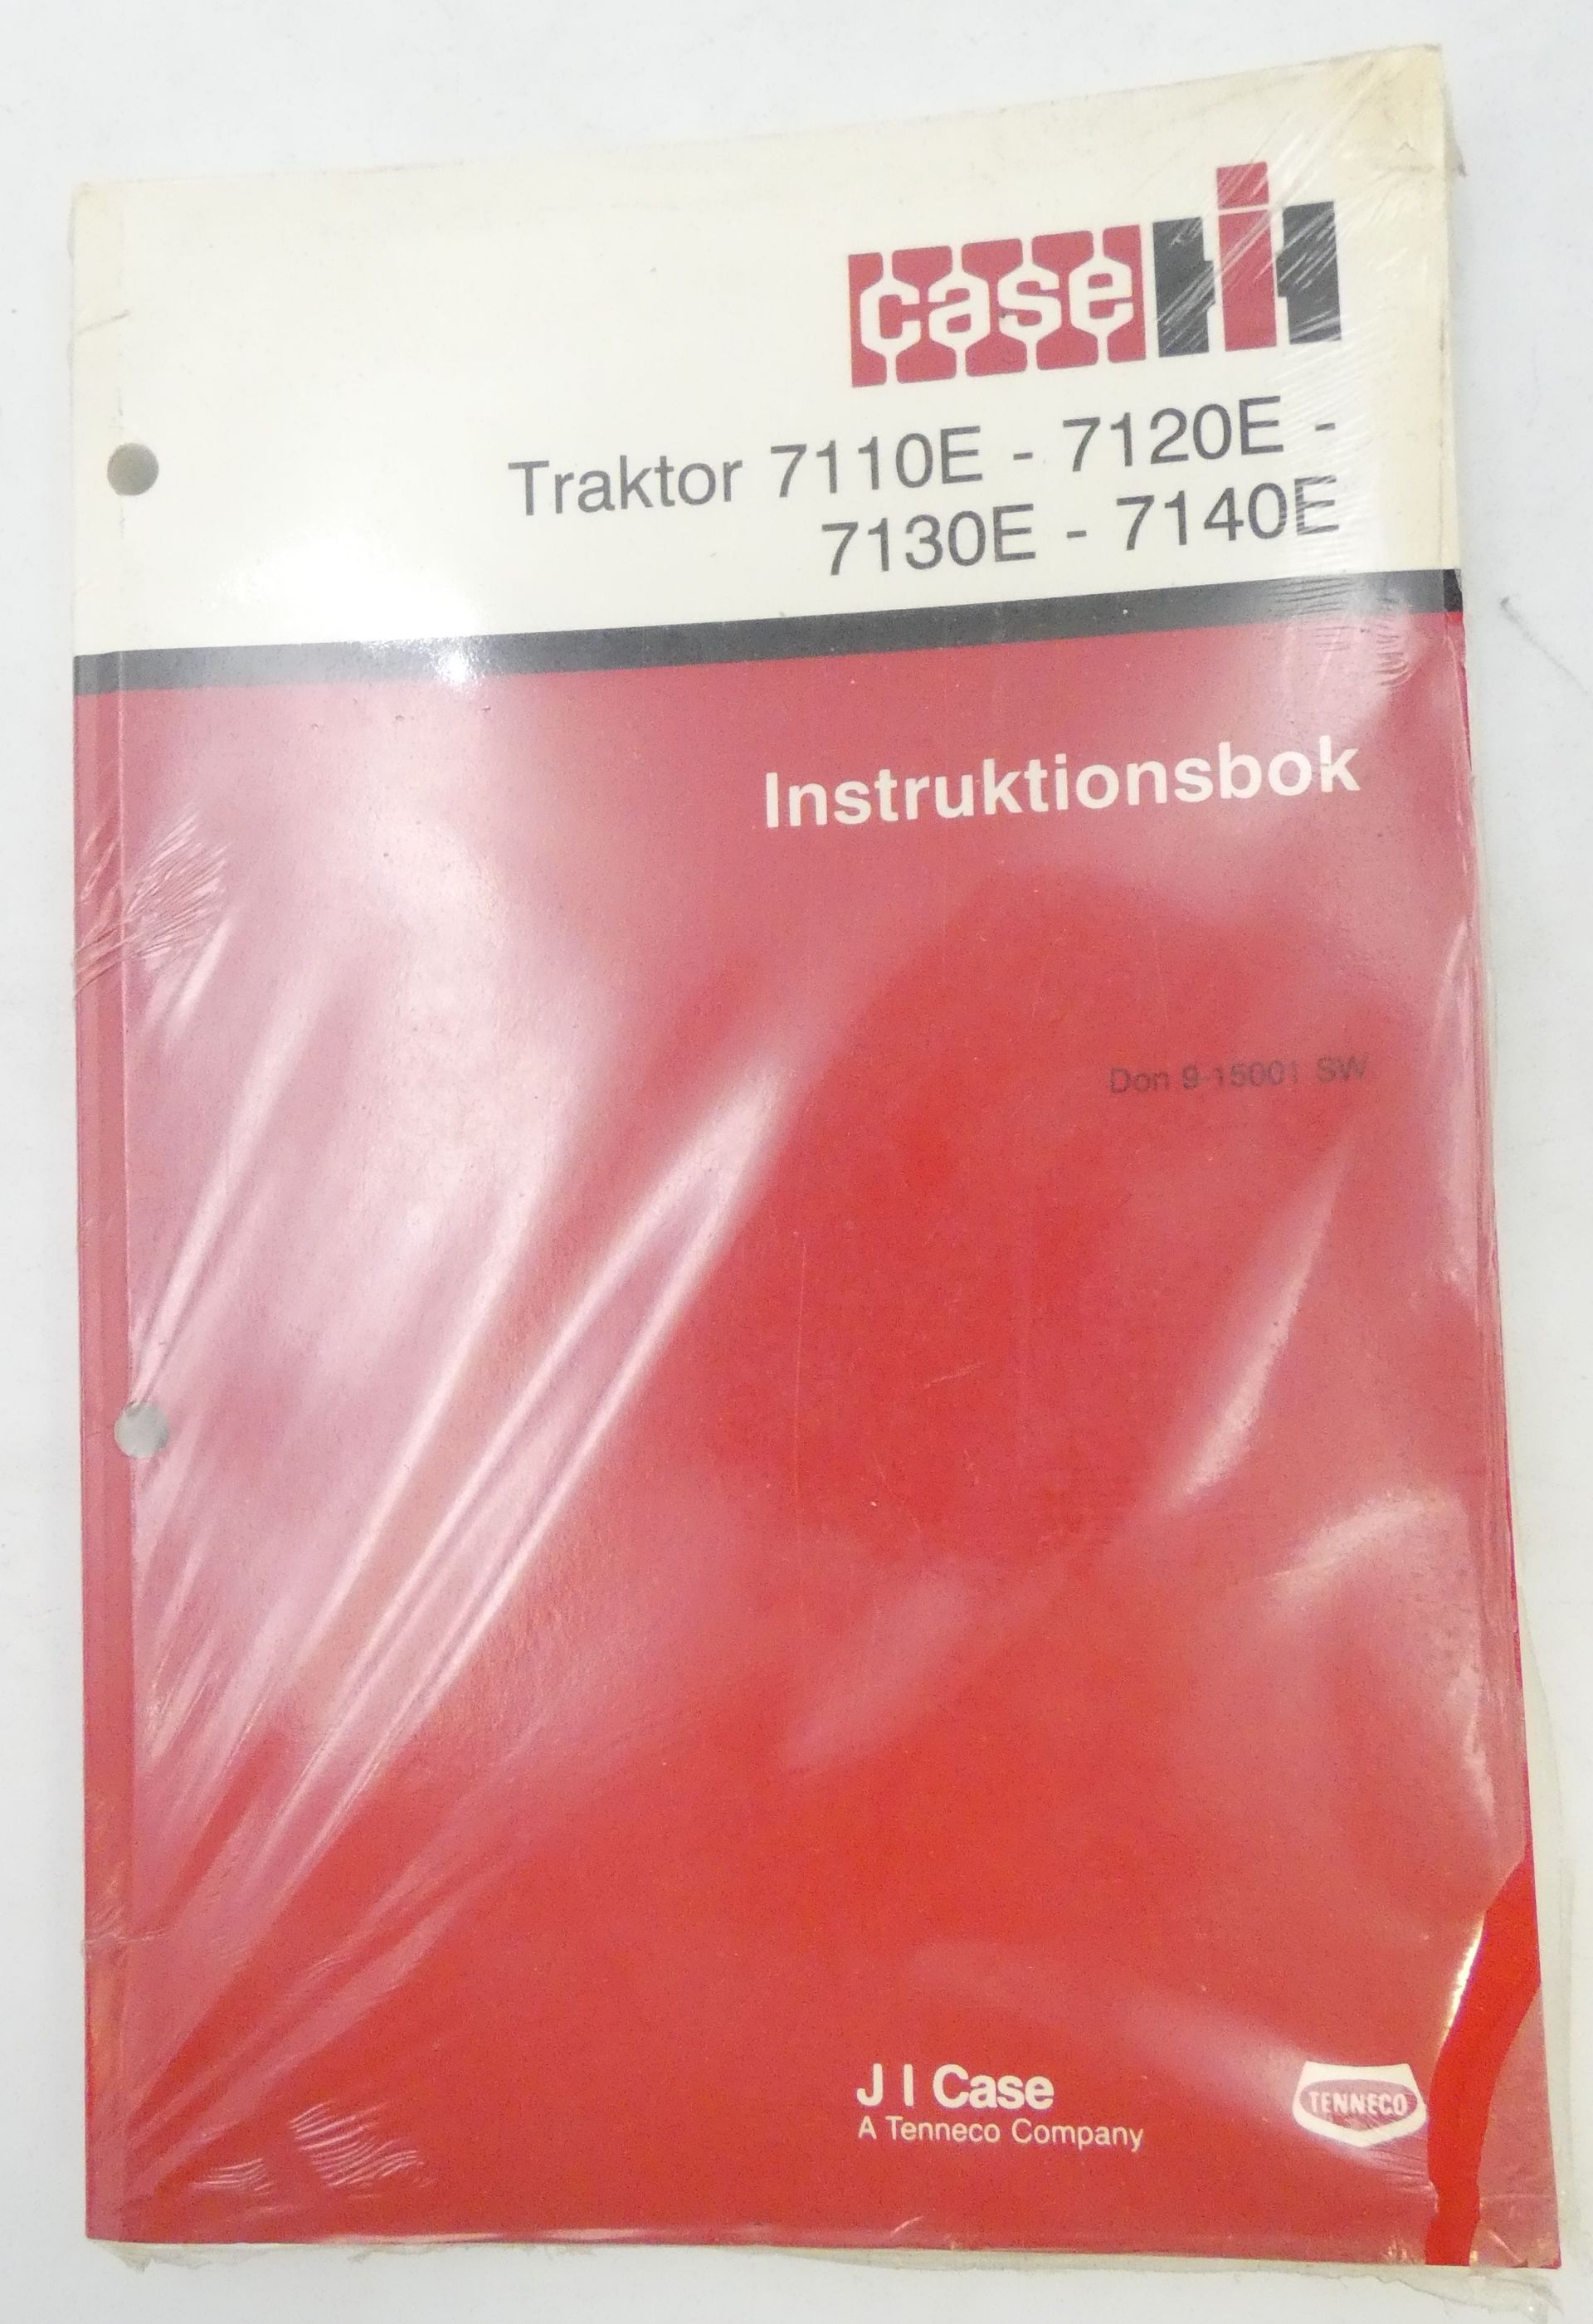 case IH
Traktor 7110E - 7120E -
7130E - 7140E
Instruktionsbok
Don 9-15001 SW
J I Case
A Tenneco Company
TENNECO